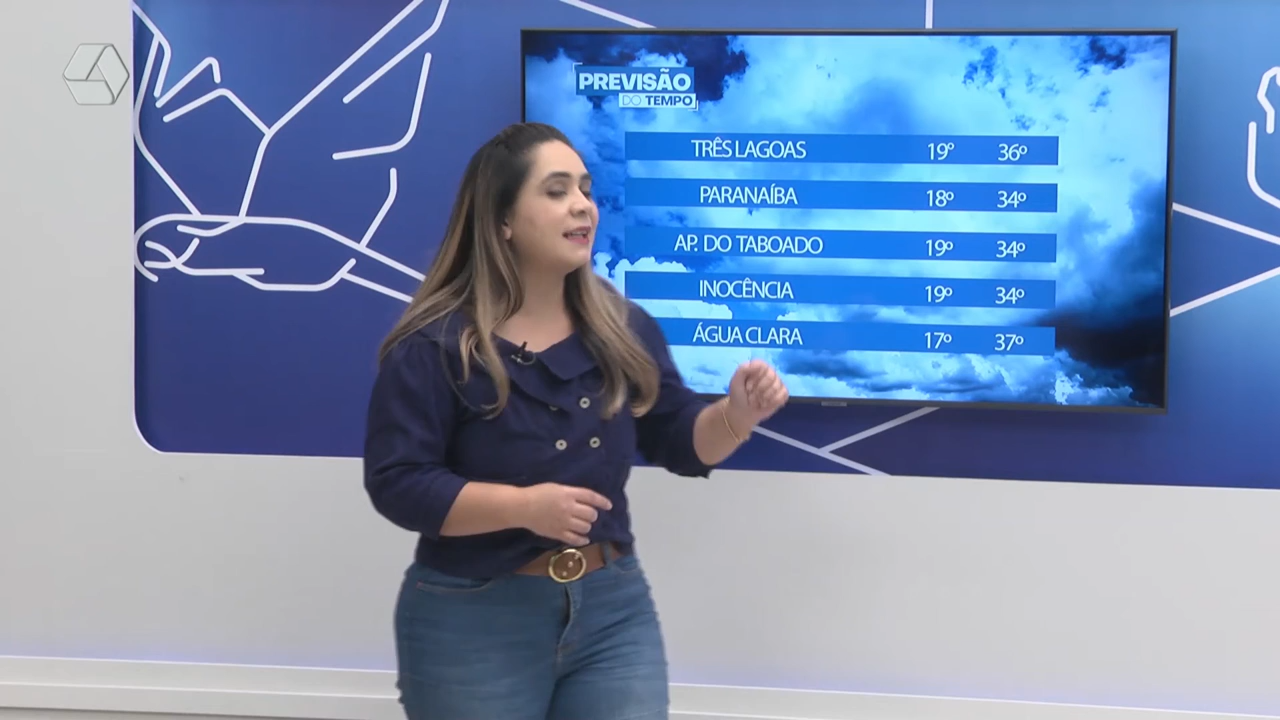 PREVISÃO
DO TEMPO
TRÊS LAGOAS 19º 36º
PARANAÍBA 18º 34º
AP. DO TABOADO 19º 34º
INOCÊNCIA 19º 34º
ÁGUA CLARA 17º 37º